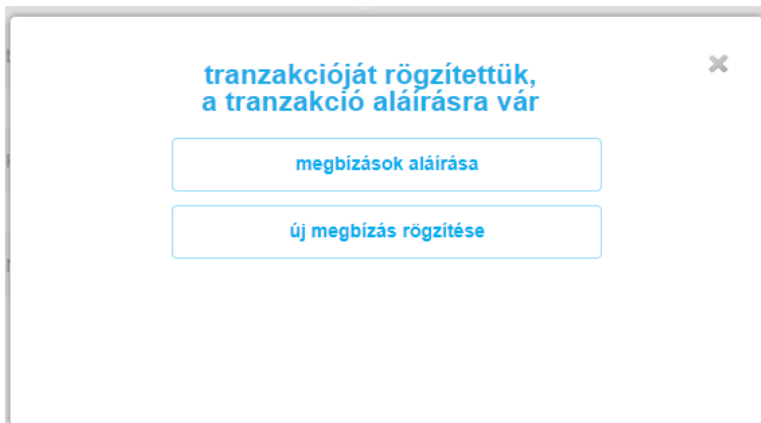 tranzakcióját rögzítettük,
a tranzakció aláírásra vár
megbízások aláírása
új megbízás rögzítése